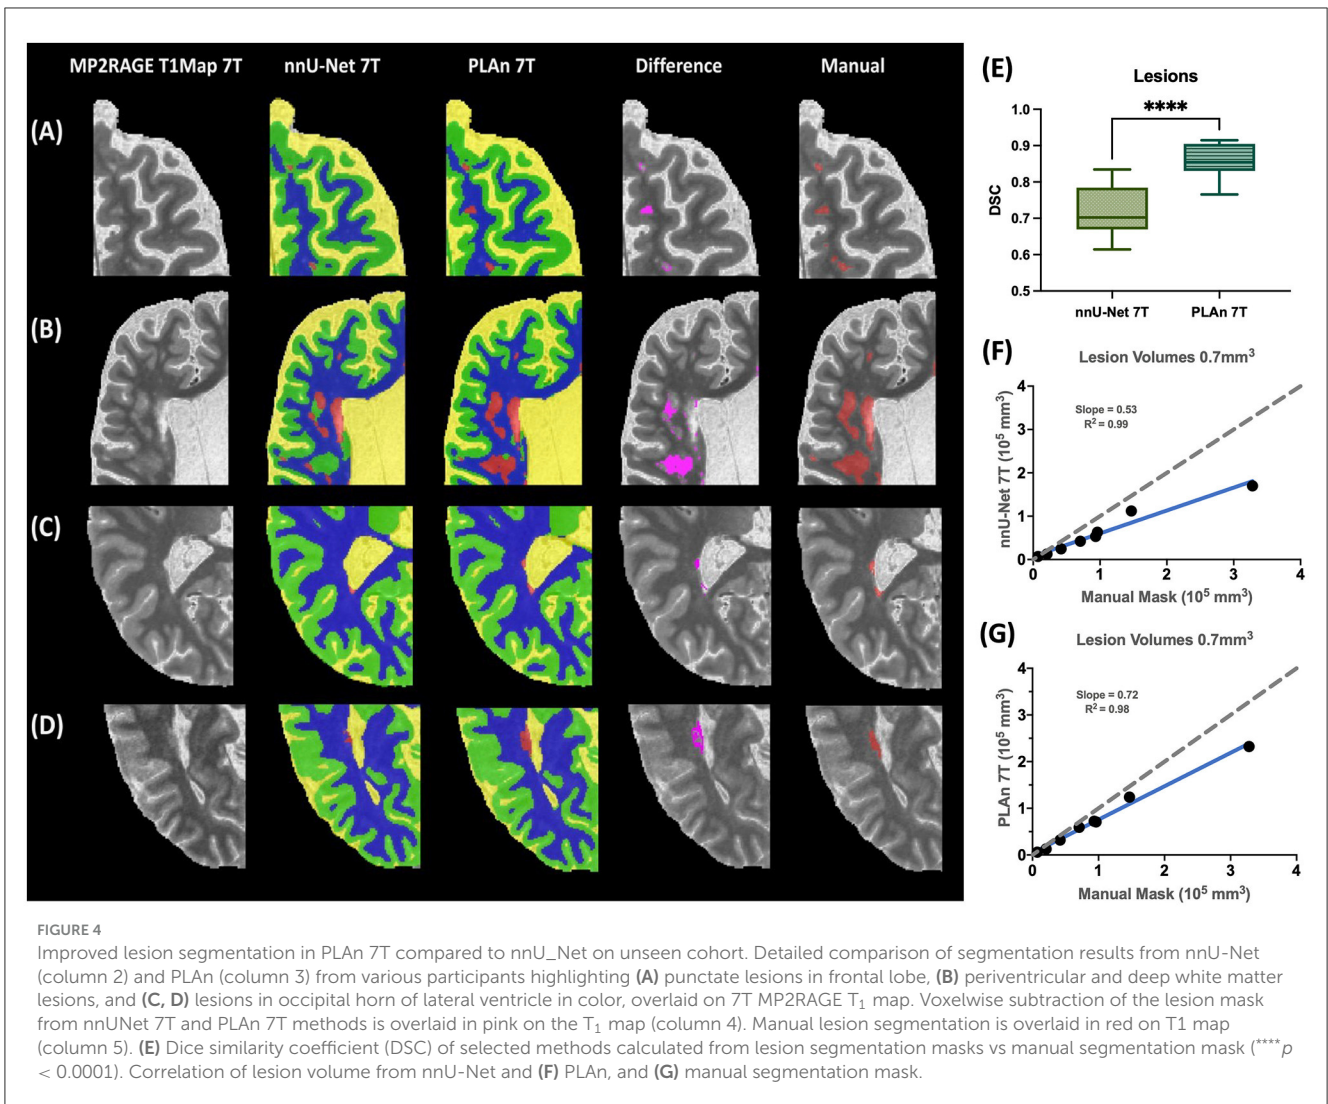 MP2RAGE T1Map 7T nnU-Net 7T PLAn 7T Difference Manual
(A)
(B)
(C)
(D)
(E)
Lesions
****
1.0
0.9
0.8
0.7
0.6
0.5
DSC
nnU-Net 7T PLAn 7T
(F)
Lesion Volumes 0.7mm³
Slope = 0.53
R² = 0.99
4
3
2
1
0
nnU-Net 7T (10⁵ mm³)
0 1 2 3 4
Manual Mask (10⁵ mm³)
(G)
Lesion Volumes 0.7mm³
Slope = 0.72
R² = 0.98
4
3
2
1
0
PLAn 7T (10⁵ mm³)
0 1 2 3 4
Manual Mask (10⁵ mm³)
FIGURE 4
Improved lesion segmentation in PLAn 7T compared to nnU_Net on unseen cohort. Detailed comparison of segmentation results from nnU-Net
(column 2) and PLAn (column 3) from various participants highlighting (A) punctate lesions in frontal lobe, (B) periventricular and deep white matter
lesions, and (C, D) lesions in occipital horn of lateral ventricle in color, overlaid on 7T MP2RAGE T₁ map. Voxelwise subtraction of the lesion mask
from nnUNet 7T and PLAn 7T methods is overlaid in pink on the T₁ map (column 4). Manual lesion segmentation is overlaid in red on T1 map
(column 5). (E) Dice similarity coefficient (DSC) of selected methods calculated from lesion segmentation masks vs manual segmentation mask (****p
< 0.0001). Correlation of lesion volume from nnU-Net and (F) PLAn, and (G) manual segmentation mask.